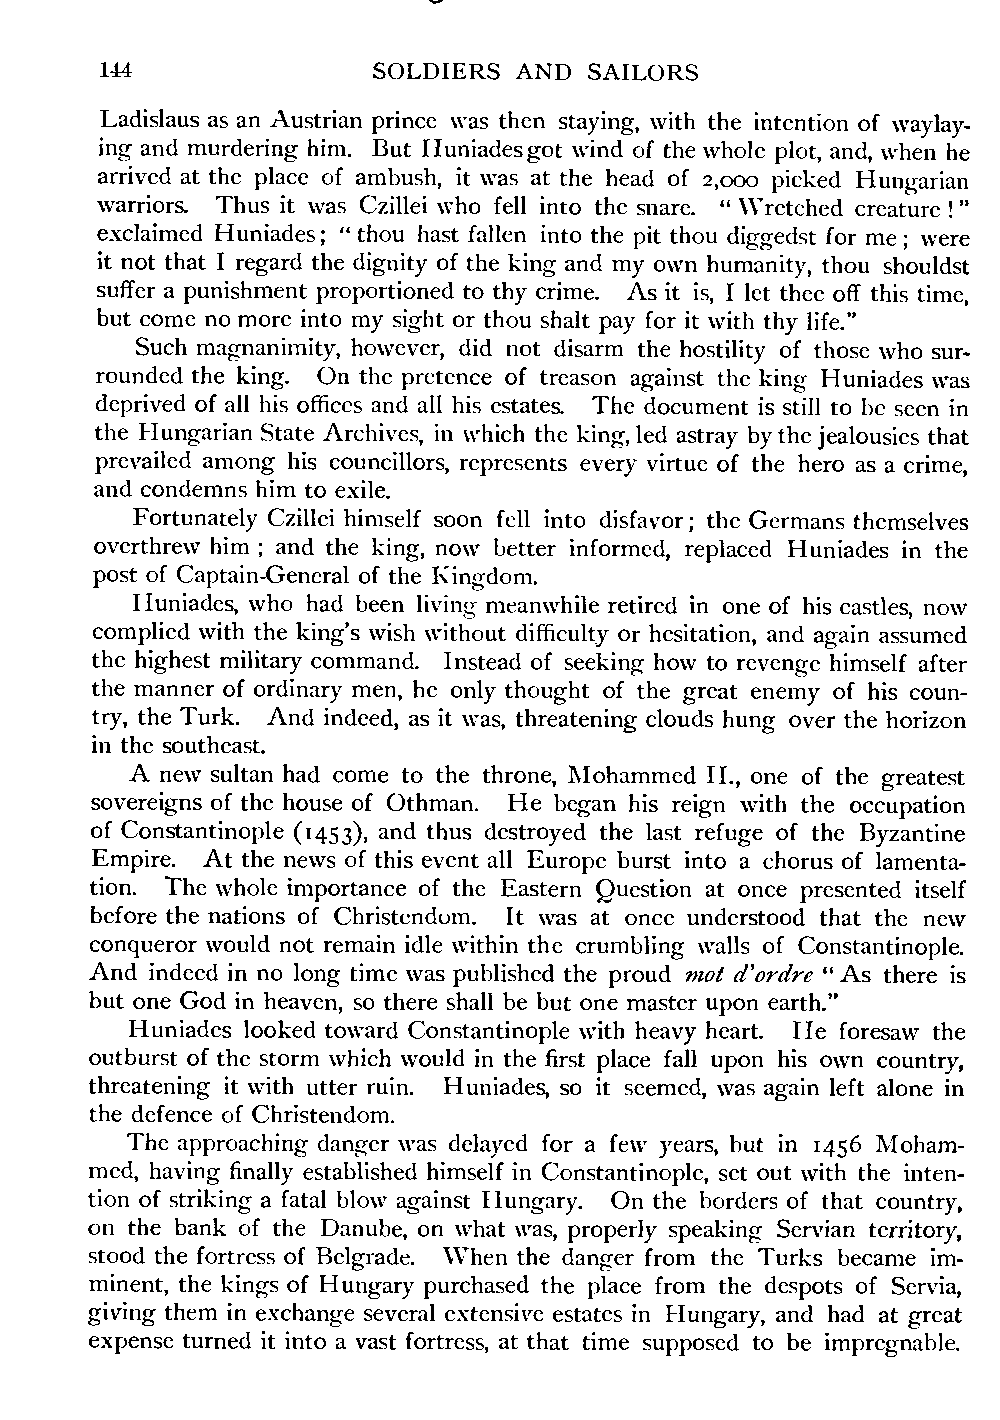 144 SOLDIERS AND SAILORS
Ladislaus as an Austrian prince was then staying, with the intention of waylay-
ing and murdering him. But Huniades got wind of the whole plot, and, when he
arrived at the place of ambush, it was at the head of 2,000 picked Hungarian
warriors. Thus it was Czillei who fell into the snare. “ Wretched creature ! ”
exclaimed Huniades ; “ thou hast fallen into the pit thou diggedst for me ; were
it not that I regard the dignity of the king and my own humanity, thou shouldst
suffer a punishment proportioned to thy crime. As it is, I let thee off this time,
but come no more into my sight or thou shalt pay for it with thy life.”
Such magnanimity, however, did not disarm the hostility of those who sur-
rounded the king. On the pretence of treason against the king Huniades was
deprived of all his offices and all his estates. The document is still to be seen in
the Hungarian State Archives, in which the king, led astray by the jealousies that
prevailed among his councillors, represents every virtue of the hero as a crime,
and condemns him to exile.
Fortunately Czillei himself soon fell into disfavor ; the Germans themselves
overthrew him ; and the king, now better informed, replaced Huniades in the
post of Captain-General of the Kingdom.
Huniades, who had been living meanwhile retired in one of his castles, now
complied with the king’s wish without difficulty or hesitation, and again assumed
the highest military command. Instead of seeking how to revenge himself after
the manner of ordinary men, he only thought of the great enemy of his coun-
try, the Turk. And indeed, as it was, threatening clouds hung over the horizon
in the southeast.
A new sultan had come to the throne, Mohammed II., one of the greatest
sovereigns of the house of Othman. He began his reign with the occupation
of Constantinople (1453), and thus destroyed the last refuge of the Byzantine
Empire. At the news of this event all Europe burst into a chorus of lamenta-
tion. The whole importance of the Eastern Question at once presented itself
before the nations of Christendom. It was at once understood that the new
conqueror would not remain idle within the crumbling walls of Constantinople.
And indeed in no long time was published the proud mot d’ordre “ As there is
but one God in heaven, so there shall be but one master upon earth.”
Huniades looked toward Constantinople with heavy heart. He foresaw the
outburst of the storm which would in the first place fall upon his own country,
threatening it with utter ruin. Huniades, so it seemed, was again left alone in
the defence of Christendom.
The approaching danger was delayed for a few years, but in 1456 Moham-
med, having finally established himself in Constantinople, set out with the inten-
tion of striking a fatal blow against Hungary. On the borders of that country,
on the bank of the Danube, on what was, properly speaking Servian territory,
stood the fortress of Belgrade. When the danger from the Turks became im-
minent, the kings of Hungary purchased the place from the despots of Servia,
giving them in exchange several extensive estates in Hungary, and had at great
expense turned it into a vast fortress, at that time supposed to be impregnable.